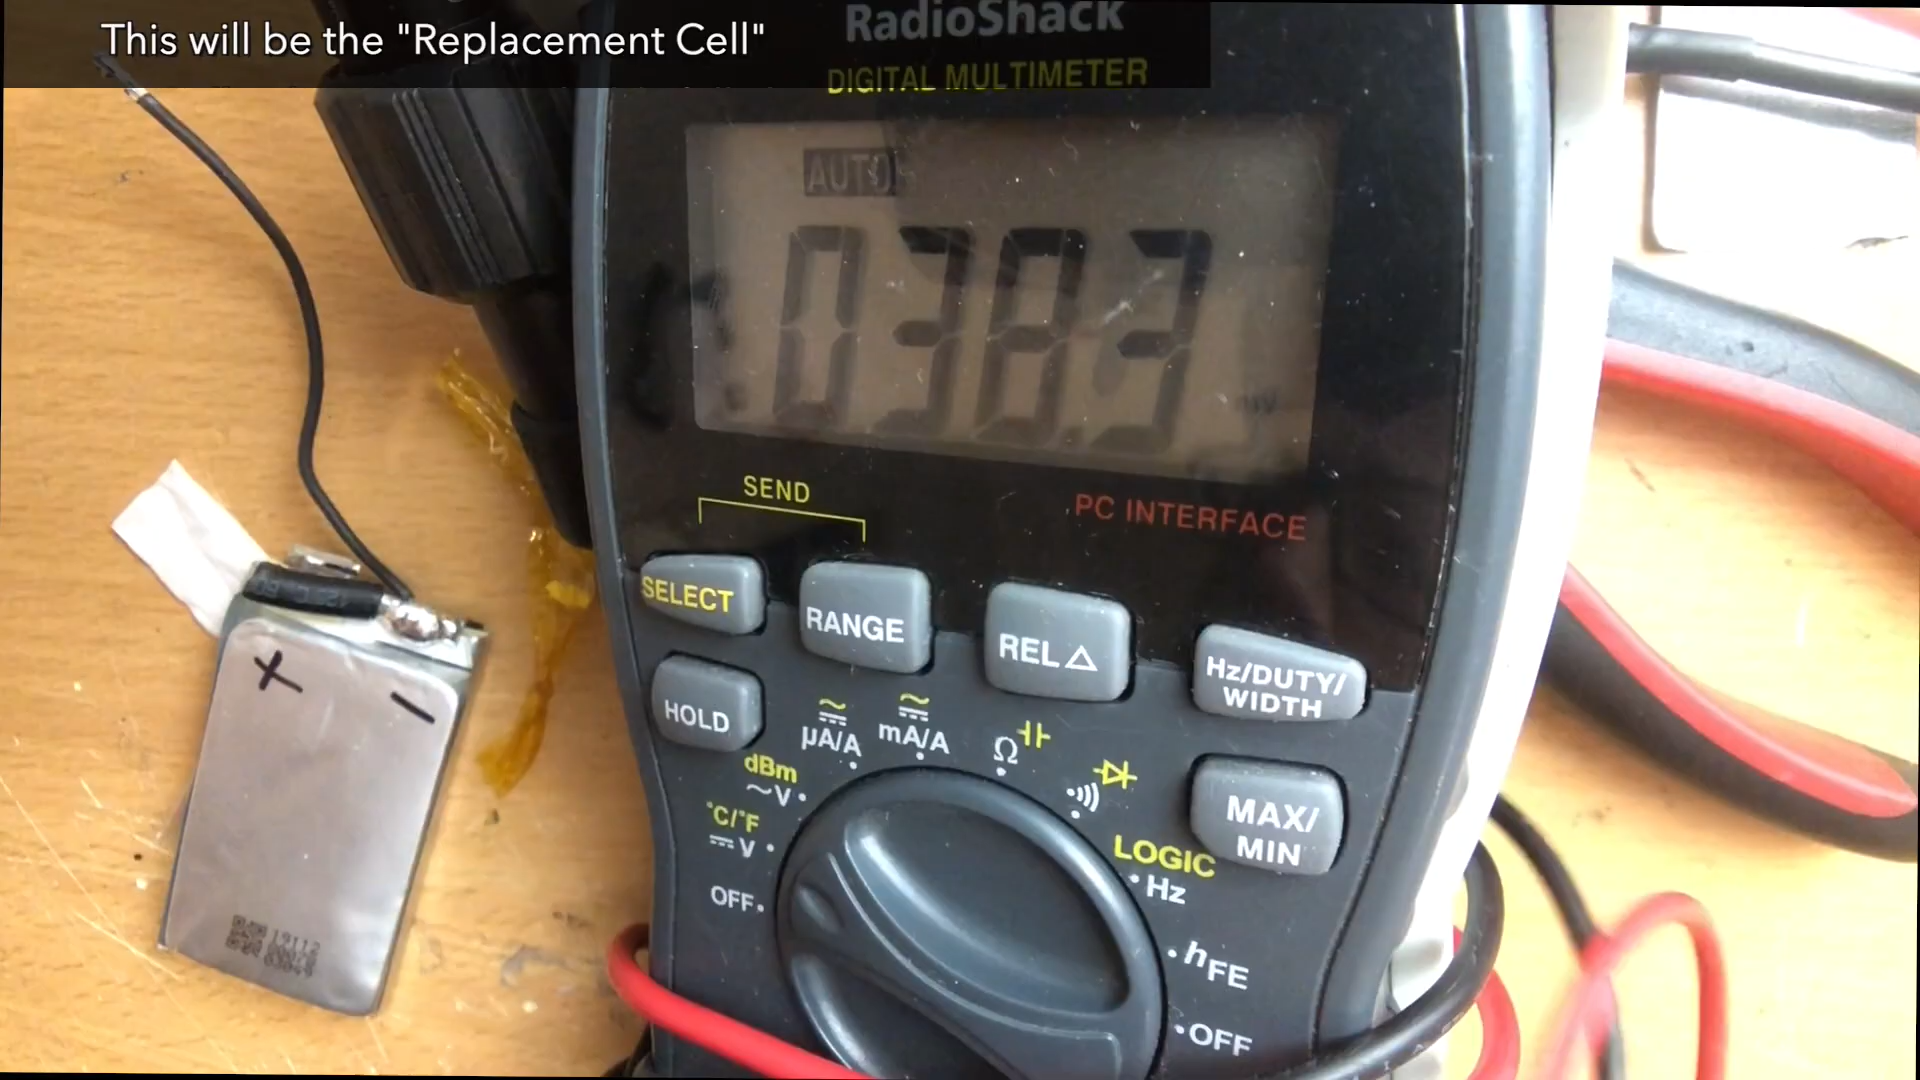 This will be the "Replacement Cell"
RadioShack
DIGITAL MULTIMETER
AUTO
SEND
PC INTERFACE
SELECT
RANGE
REL △
Hz/DUTY/
WIDTH
HOLD
µA/A
mA/A
Ω
dBm
~V
°C/°F
V
OFF
MAX/
MIN
LOGIC
Hz
hFE
OFF
+
−
19112